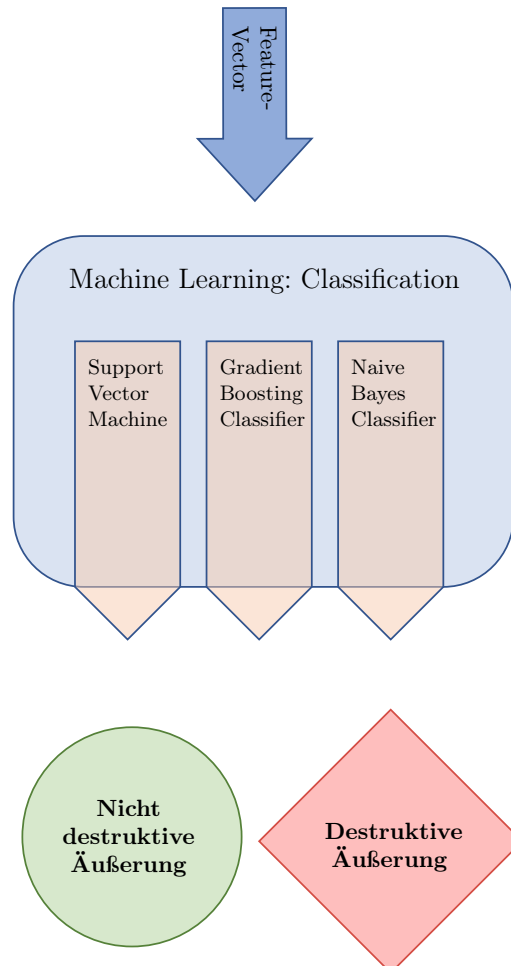 Feature-
Vector
Machine Learning: Classification
Support
Vector
Machine
Gradient
Boosting
Classifier
Naive
Bayes
Classifier
Nicht
destruktive
Äußerung
Destruktive
Äußerung